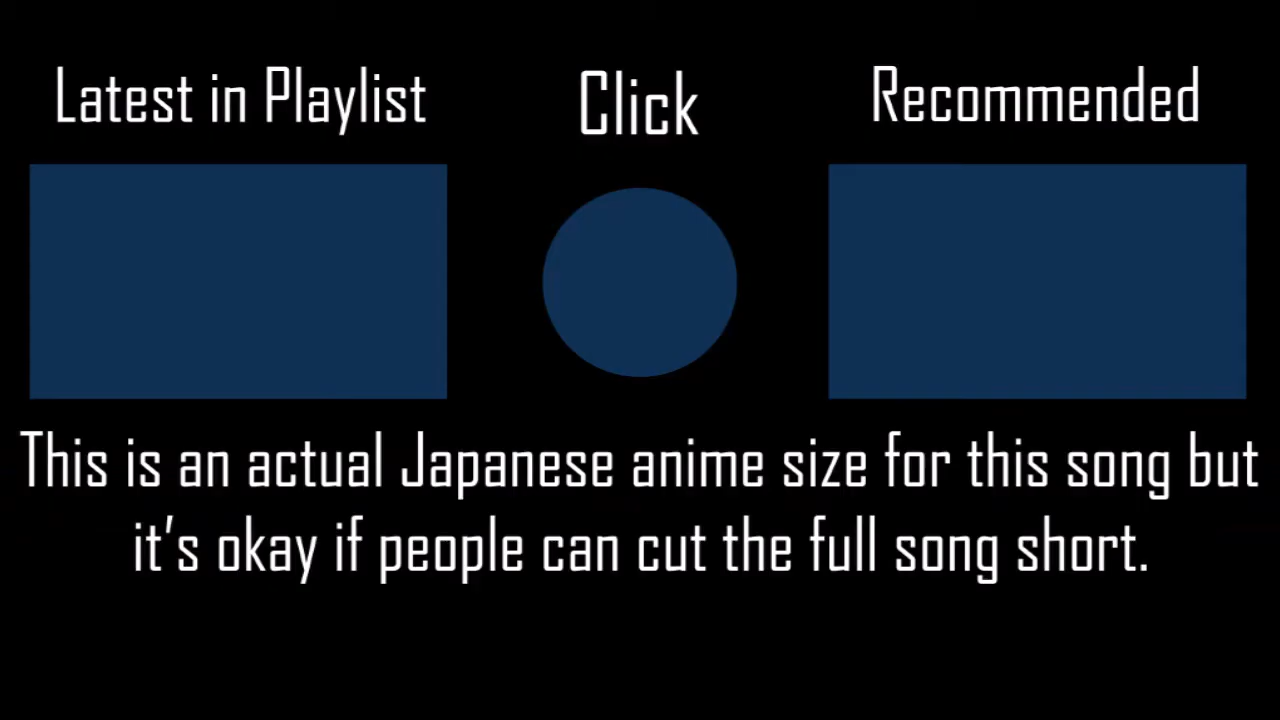 Latest in Playlist
Click
Recommended
This is an actual Japanese anime size for this song but
it's okay if people can cut the full song short.